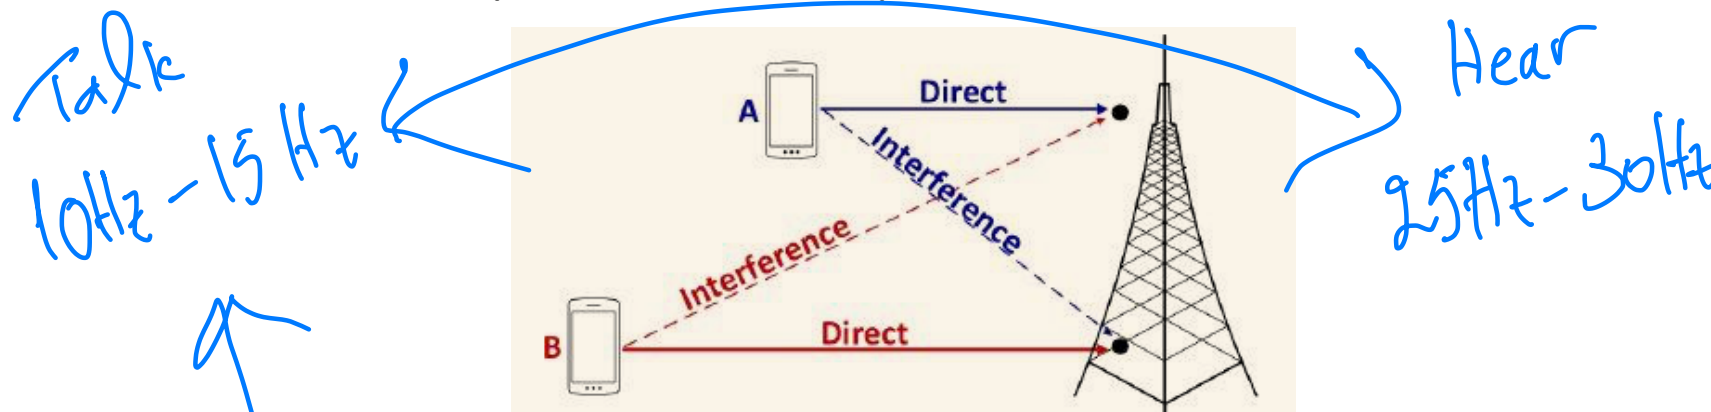 Talk
10Hz - 15Hz
Hear
25Hz - 30Hz
A
Direct
Interference
Interference
B
Direct